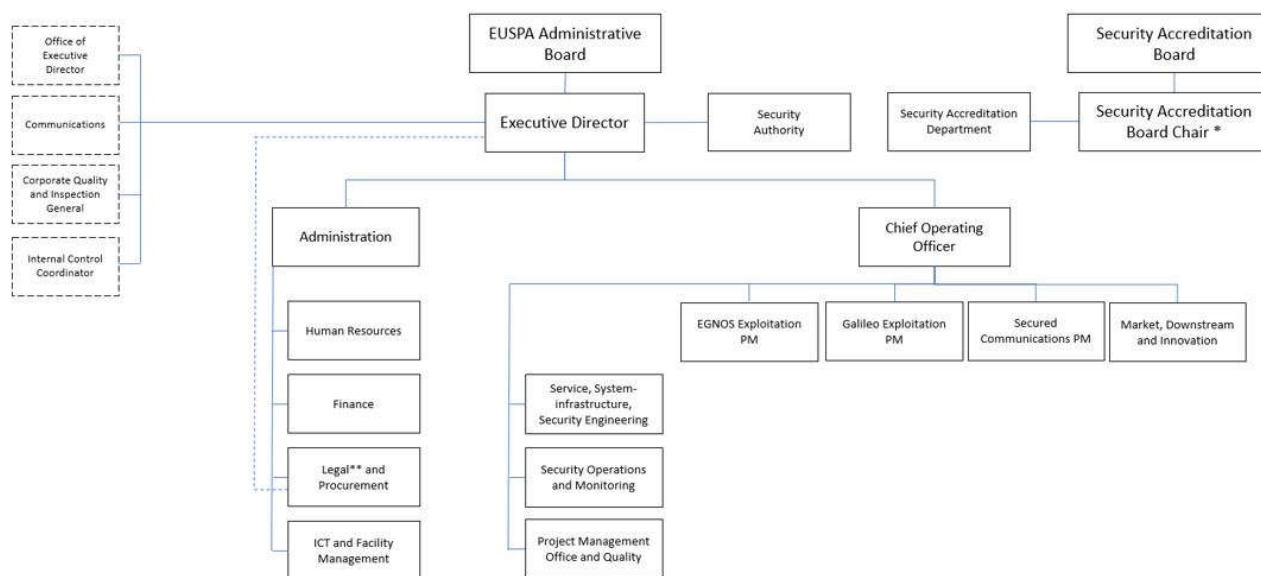 Office of
Executive
Director
Communications
Corporate Quality
and Inspection
General
Internal Control
Coordinator
EUSPA Administrative
Board
Executive Director
Security
Authority
Security Accreditation
Board
Security Accreditation
Department
Security Accreditation
Board Chair *
Administration
Human Resources
Finance
Legal** and
Procurement
ICT and Facility
Management
Chief Operating
Officer
EGNOS Exploitation
PM
Galileo Exploitation
PM
Secured
Communications PM
Market, Downstream
and Innovation
Service, System-
infrastructure,
Security Engineering
Security Operations
and Monitoring
Project Management
Office and Quality